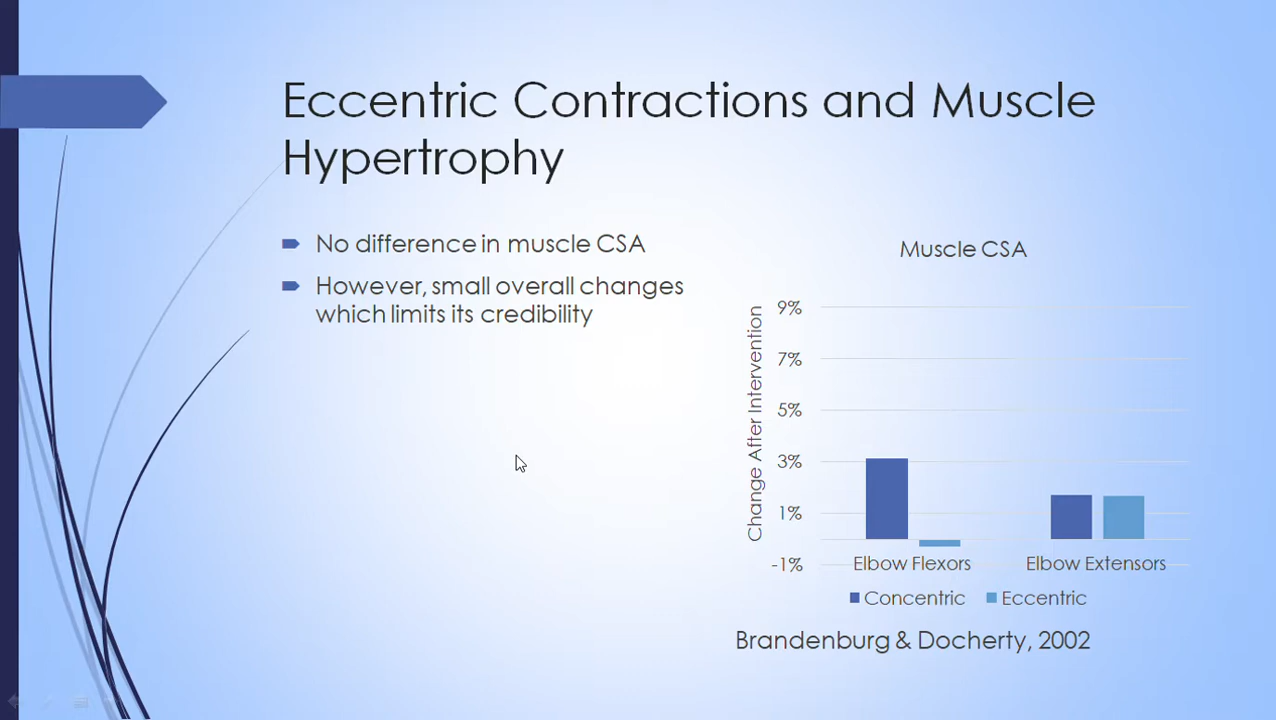 Eccentric Contractions and Muscle
Hypertrophy
No difference in muscle CSA
However, small overall changes
which limits its credibility
Muscle CSA
Change After Intervention
9%
7%
5%
3%
1%
-1%
Elbow Flexors
Elbow Extensors
Concentric
Eccentric
Brandenburg & Docherty, 2002